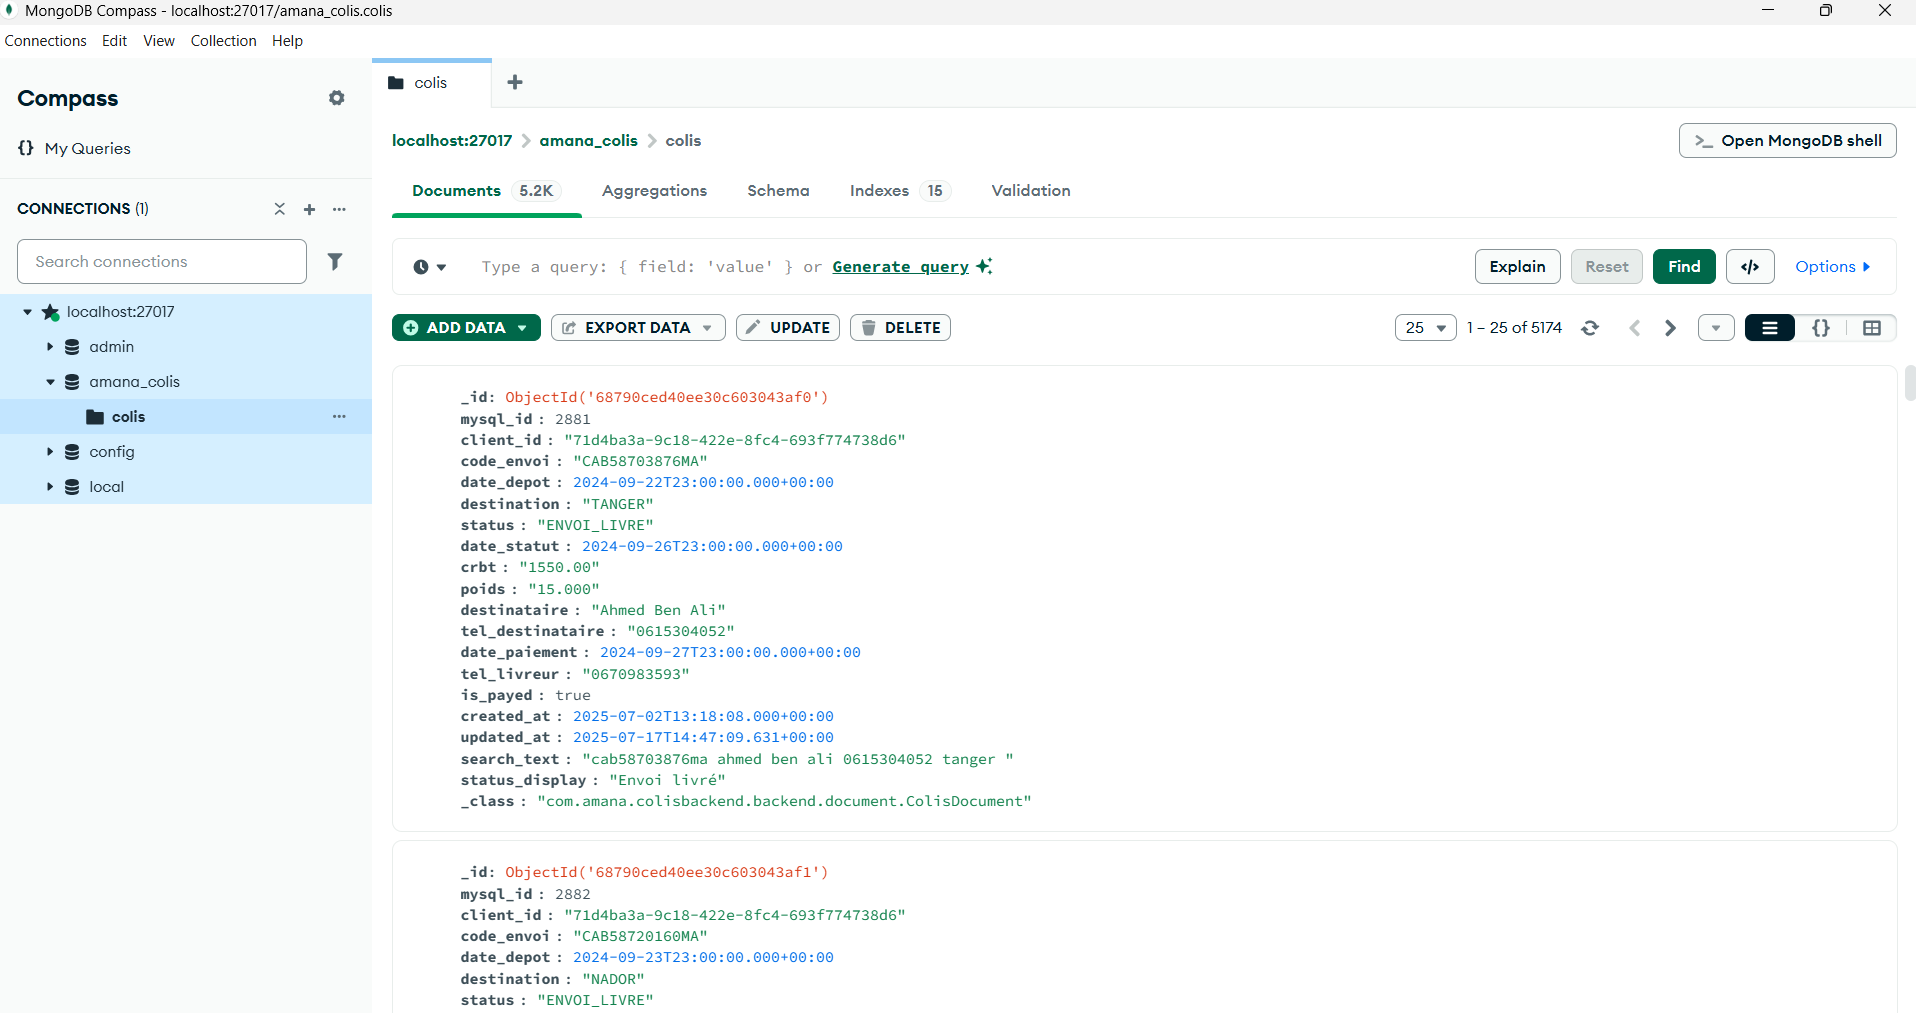 MongoDB Compass - localhost:27017/amana_colis.colis
Connections Edit View Collection Help
Compass
{} My Queries
CONNECTIONS (1)
Search connections
localhost:27017
admin
amana_colis
colis
config
local
colis
localhost:27017 > amana_colis > colis
>_ Open MongoDB shell
Documents 5.2K Aggregations Schema Indexes 15 Validation
Type a query: { field: 'value' } or Generate query
Explain Reset Find </> Options
ADD DATA EXPORT DATA UPDATE DELETE
25 1 – 25 of 5174 {}
_id: ObjectId('68790ced40ee30c603043af0')
mysql_id : 2881
client_id : "71d4ba3a-9c18-422e-8fc4-693f774738d6"
code_envoi : "CAB58703876MA"
date_depot : 2024-09-22T23:00:00.000+00:00
destination : "TANGER"
status : "ENVOI_LIVRE"
date_statut : 2024-09-26T23:00:00.000+00:00
crbt : "1550.00"
poids : "15.000"
destinataire : "Ahmed Ben Ali"
tel_destinataire : "0615304052"
date_paiement : 2024-09-27T23:00:00.000+00:00
tel_livreur : "0670983593"
is_payed : true
created_at : 2025-07-02T13:18:08.000+00:00
updated_at : 2025-07-17T14:47:09.631+00:00
search_text : "cab58703876ma ahmed ben ali 0615304052 tanger "
status_display : "Envoi livré"
_class : "com.amana.colisbackend.backend.document.ColisDocument"
_id: ObjectId('68790ced40ee30c603043af1')
mysql_id : 2882
client_id : "71d4ba3a-9c18-422e-8fc4-693f774738d6"
code_envoi : "CAB58720160MA"
date_depot : 2024-09-23T23:00:00.000+00:00
destination : "NADOR"
status : "ENVOI_LIVRE"